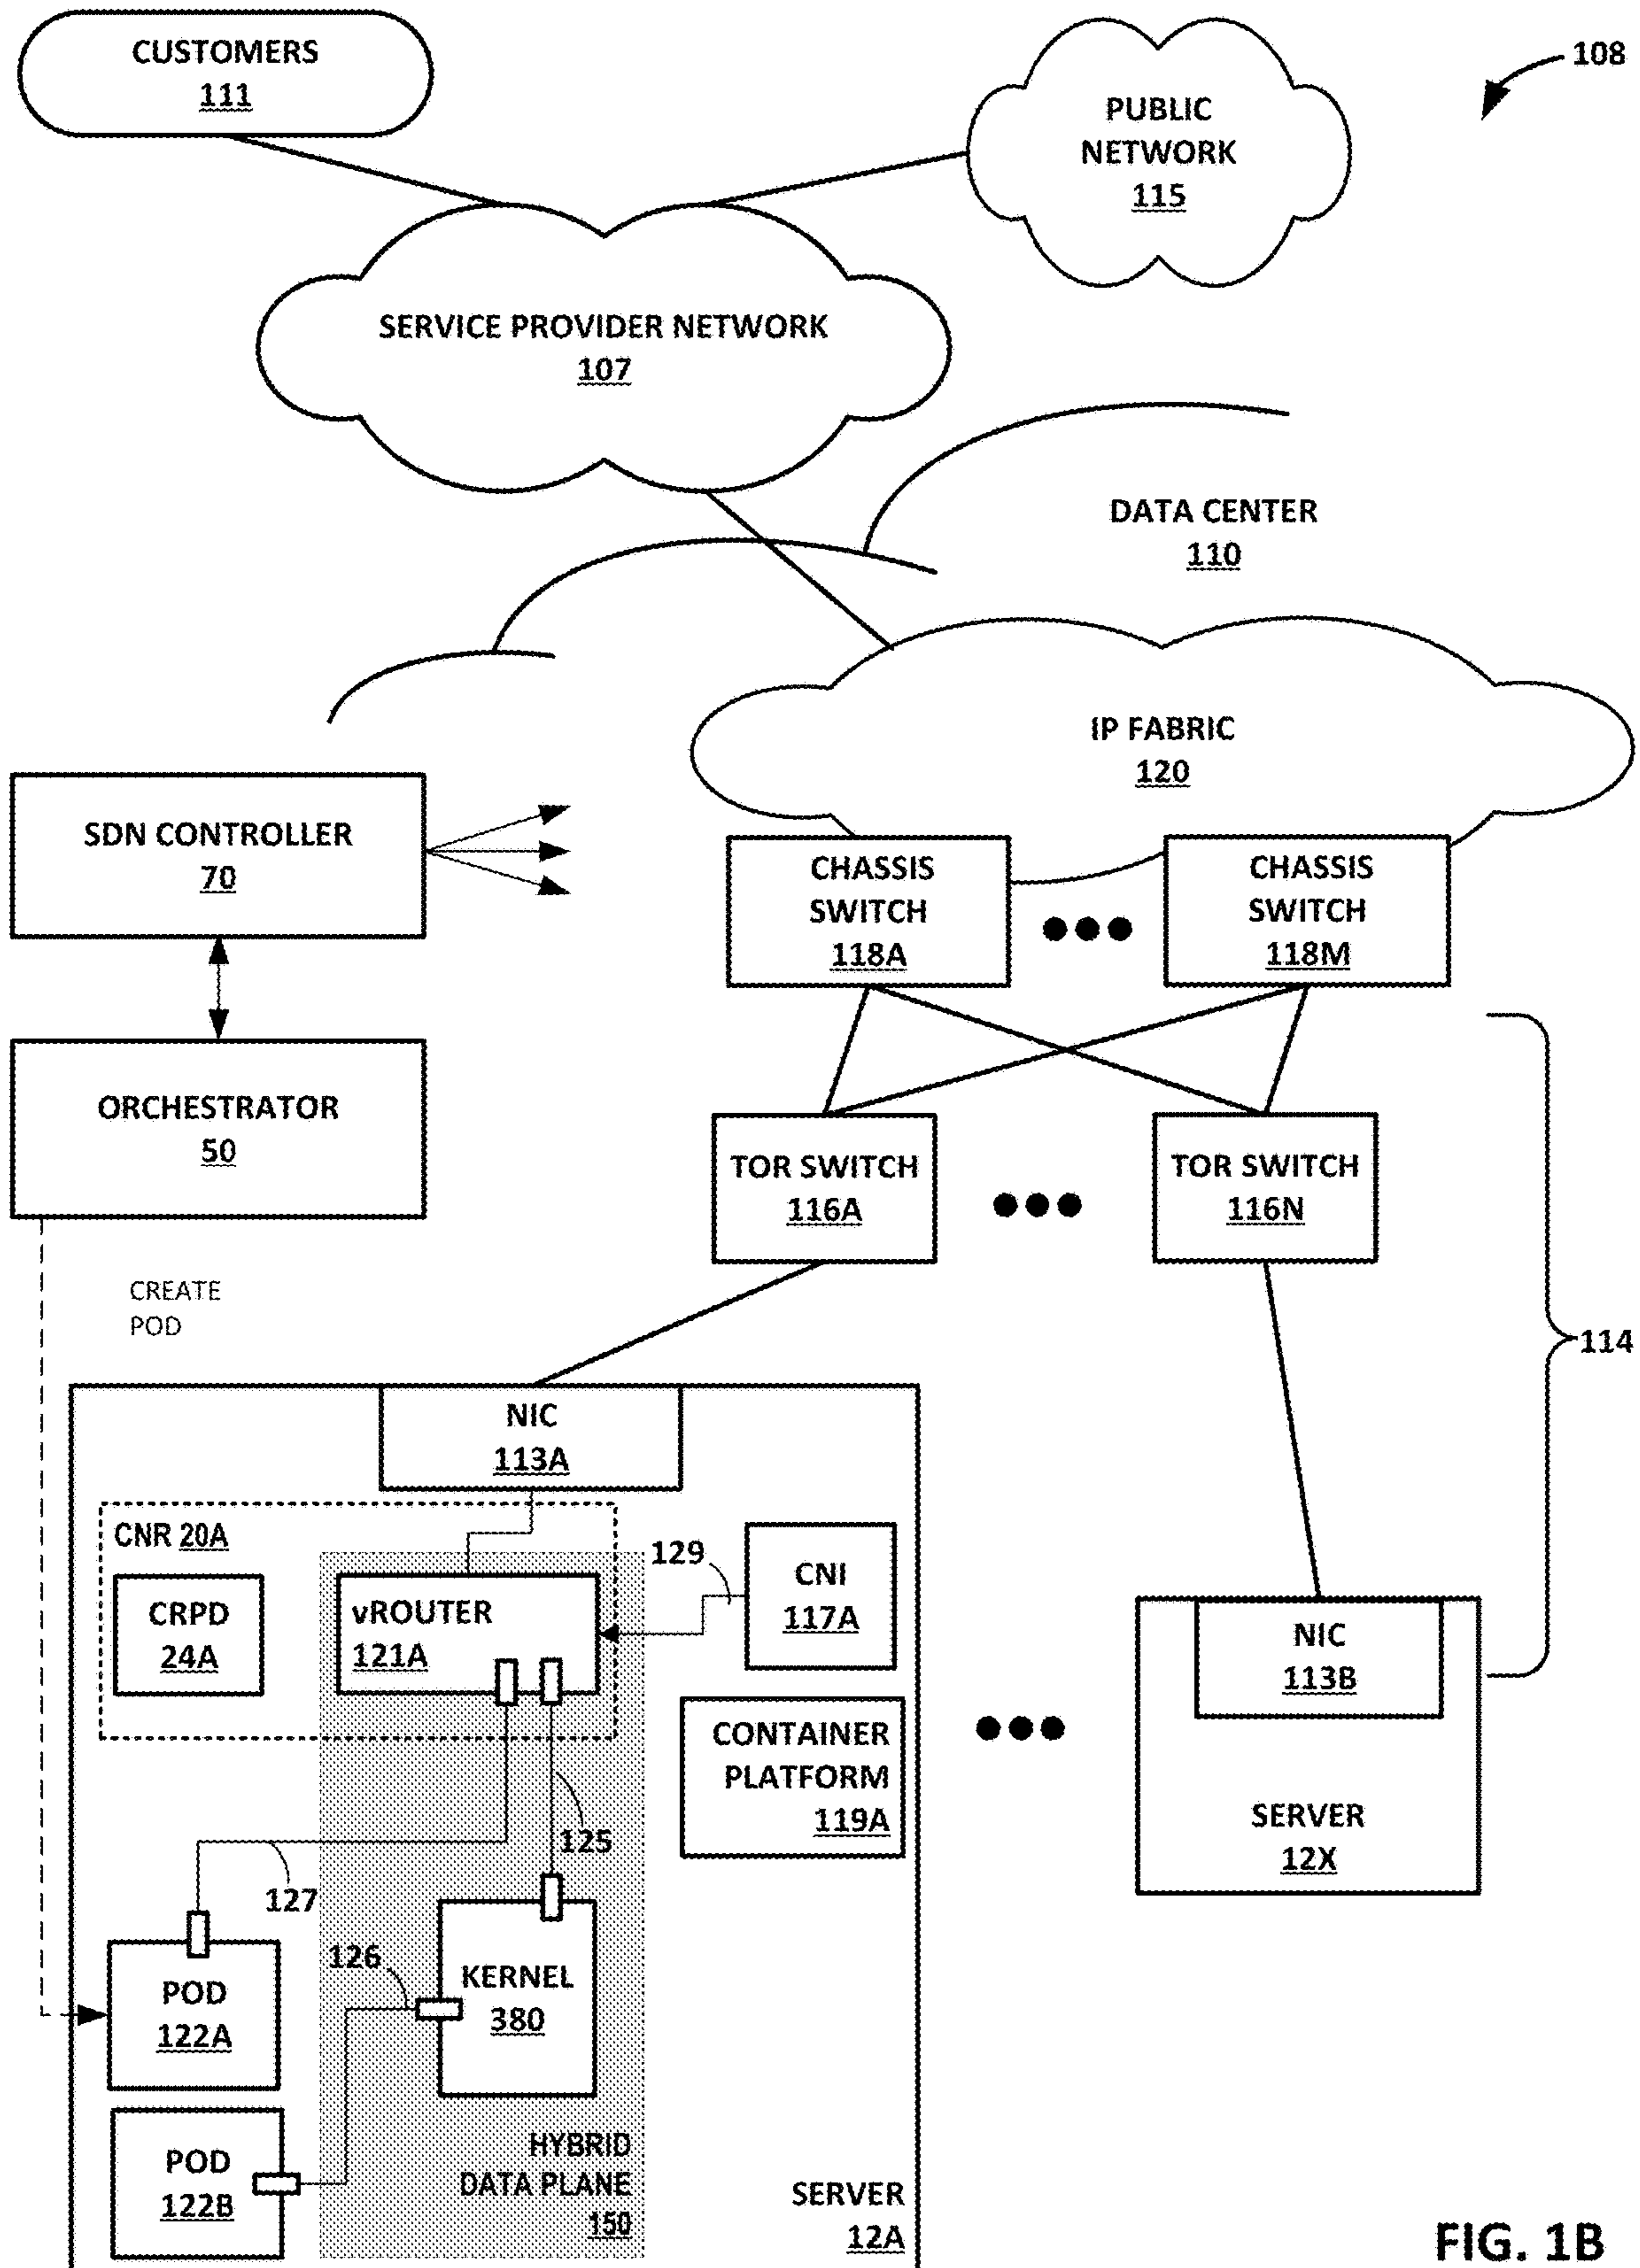 CUSTOMERS
111
108
PUBLIC
NETWORK
115
SERVICE PROVIDER NETWORK
107
DATA CENTER
110
IP FABRIC
120
SDN CONTROLLER
70
CHASSIS
SWITCH
118A
CHASSIS
SWITCH
118M
ORCHESTRATOR
50
TOR SWITCH
116A
TOR SWITCH
116N
CREATE
POD
114
NIC
113A
CNR 20A
CRPD
24A
vROUTER
121A
129
CNI
117A
NIC
113B
CONTAINER
PLATFORM
119A
SERVER
12X
125
127
126
KERNEL
380
POD
122A
POD
122B
HYBRID
DATA PLANE
150
SERVER
12A
FIG. 1B